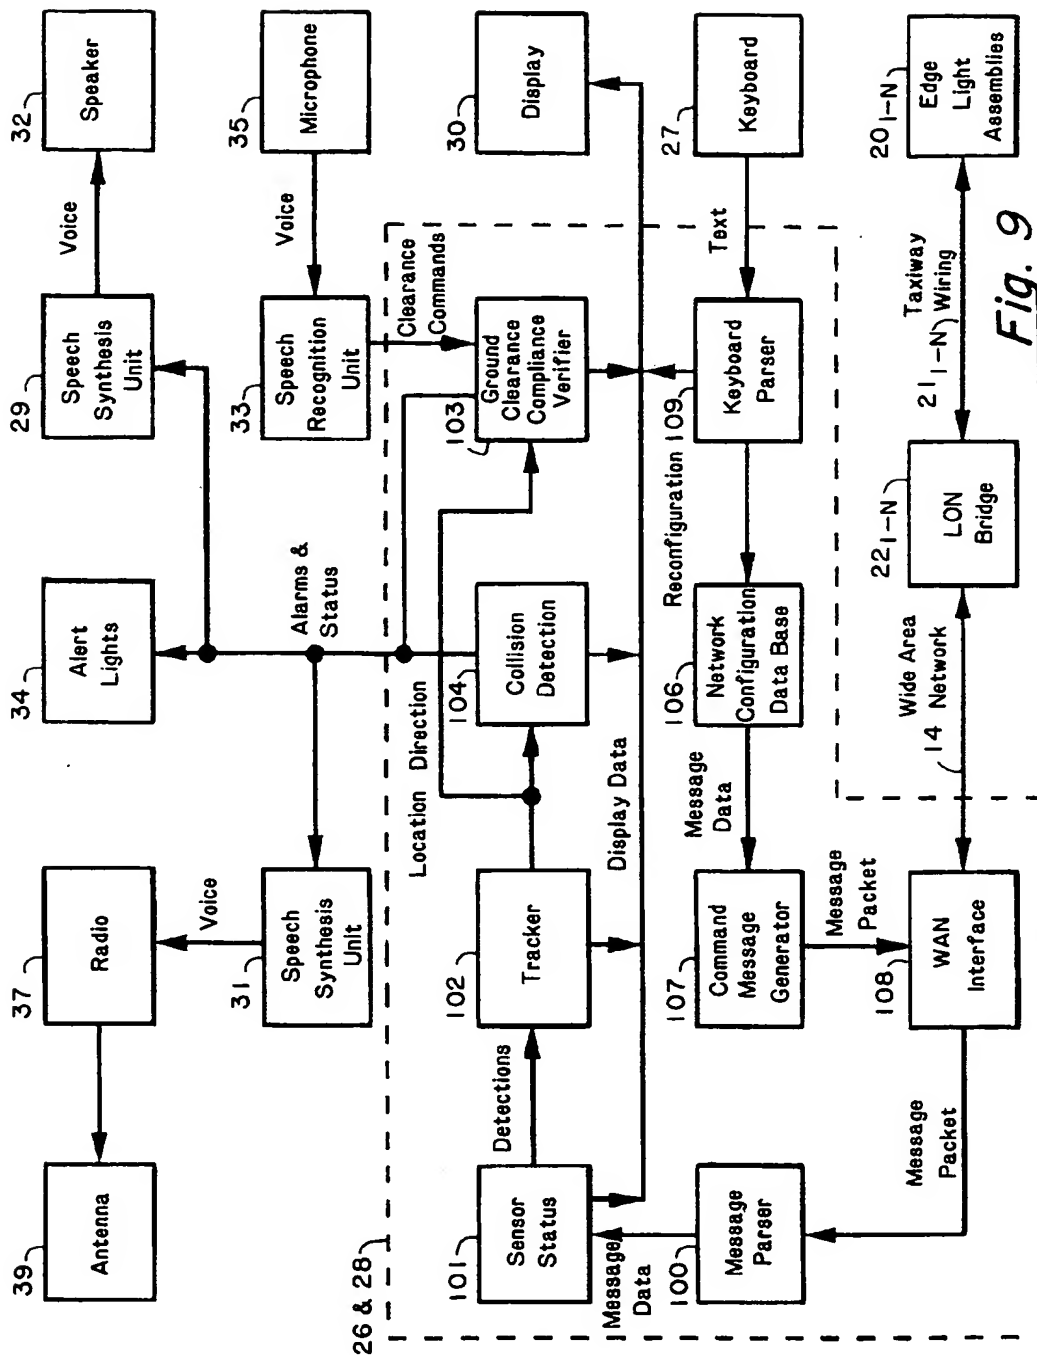 39
Antenna
37
Radio
Voice
31
Speech
Synthesis
Unit
34
Alert
Lights
Alarms &
Status
29
Speech
Synthesis
Unit
Voice
32
Speaker
33
Speech
Recognition
Unit
Voice
35
Microphone
Clearance
Commands
26 & 28
101
Sensor
Status
Detections
102
Tracker
Location Direction
104
Collision
Detection
103
Ground
Clearance
Compliance
Verifier
30
Display
Display Data
Message
Data
100
Message
Parser
107
Command
Message
Generator
Message
Data
106
Network
Configuration
Data Base
Reconfiguration
109
Keyboard
Parser
Text
27
Keyboard
Message
Packet
Message
Packet
108
WAN
Interface
Wide Area
14 Network
22 1-N
LON
Bridge
Taxiway
21 1-N Wiring
20 1-N
Edge
Light
Assemblies
Fig. 9